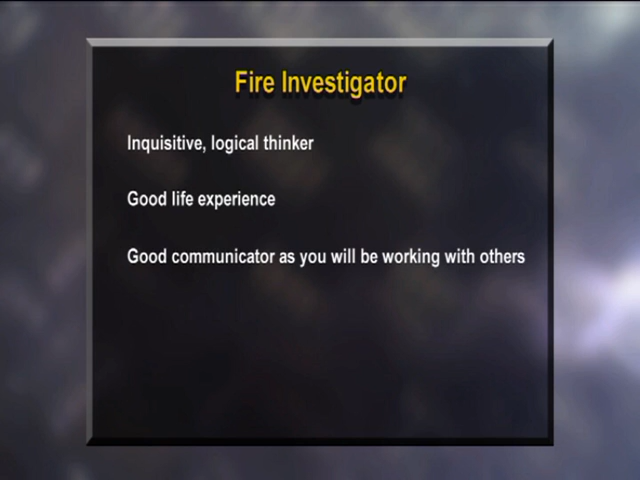 Fire Investigator
Inquisitive, logical thinker
Good life experience
Good communicator as you will be working with others